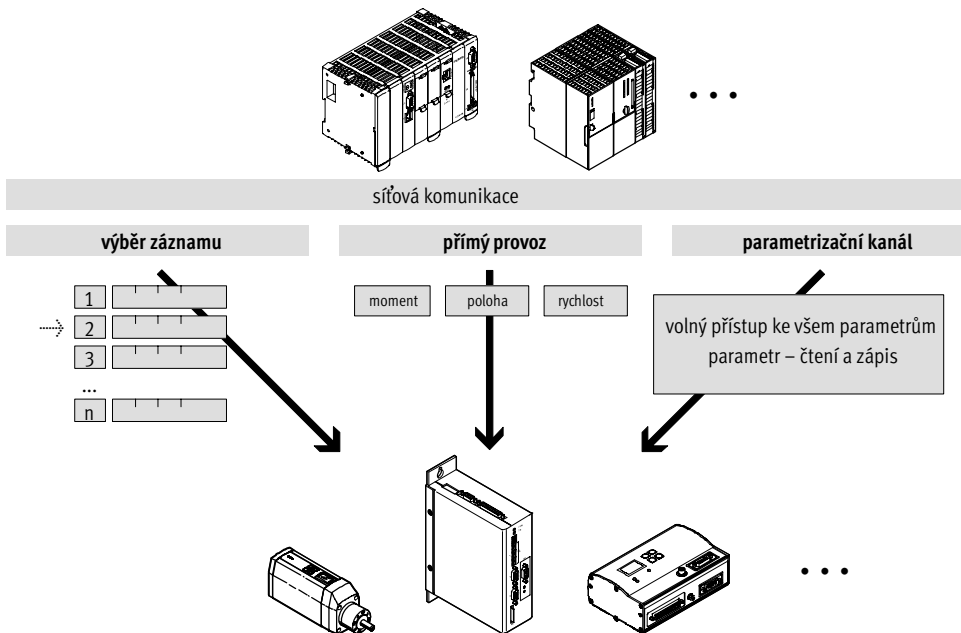 • • •
síťová komunikace
výběr záznamu
přímý provoz
parametrizační kanál
1
2
3
...
n
moment
poloha
rychlost
volný přístup ke všem parametrům
parametr – čtení a zápis
• • •